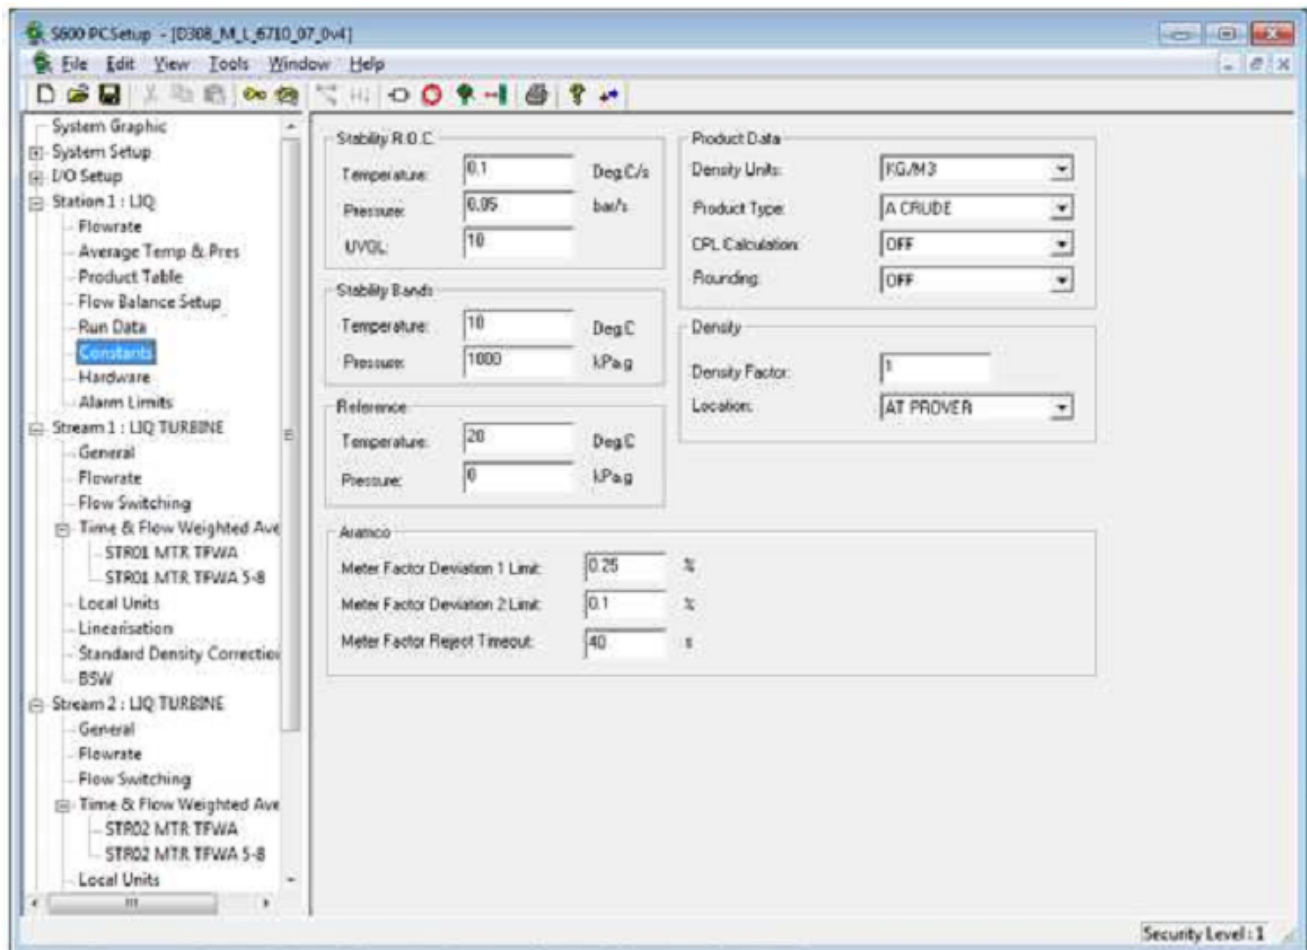 S600 PCSetup - [D308_M_L_6710_07_0v4]
File Edit View Tools Window Help
System Graphic
System Setup
I/O Setup
Station 1 : LIQ
Flowrate
Average Temp & Pres
Product Table
Flow Balance Setup
Run Data
Constants
Hardware
Alarm Limits
Stream 1 : LIQ TURBINE
General
Flowrate
Flow Switching
Time & Flow Weighted Ave
STR01 MTR TFWA
STR01 MTR TFWA 5-8
Local Units
Linearisation
Standard Density Correction
BSW
Stream 2 : LIQ TURBINE
General
Flowrate
Flow Switching
Time & Flow Weighted Ave
STR02 MTR TFWA
STR02 MTR TFWA 5-8
Local Units
Stability R.O.C.
Temperature: 0.1 Deg.C/s
Pressure: 0.05 bar/s
UVOL: 10
Stability Bands
Temperature: 10 Deg.C
Pressure: 1000 kPa.g
Reference
Temperature: 20 Deg.C
Pressure: 0 kPa.g
Product Data
Density Units: KG/M3
Product Type: A CRUDE
CPL Calculation: OFF
Rounding: OFF
Density
Density Factor: 1
Location: AT PROVER
Aramco
Meter Factor Deviation 1 Limit: 0.25 %
Meter Factor Deviation 2 Limit: 0.1 %
Meter Factor Reject Timeout: 40 s
Security Level : 1